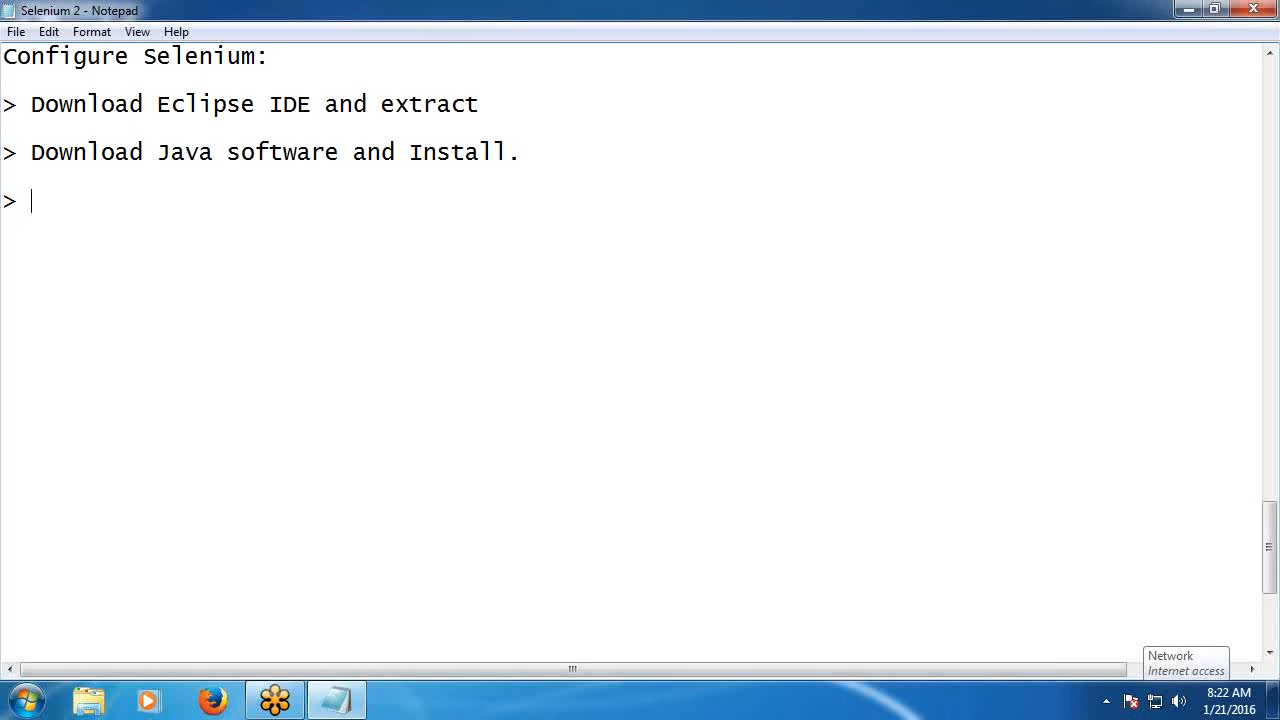 Selenium 2 - Notepad
File Edit Format View Help
Configure Selenium:
> Download Eclipse IDE and extract
> Download Java software and Install.
>
Network
Internet access
8:22 AM
1/21/2016